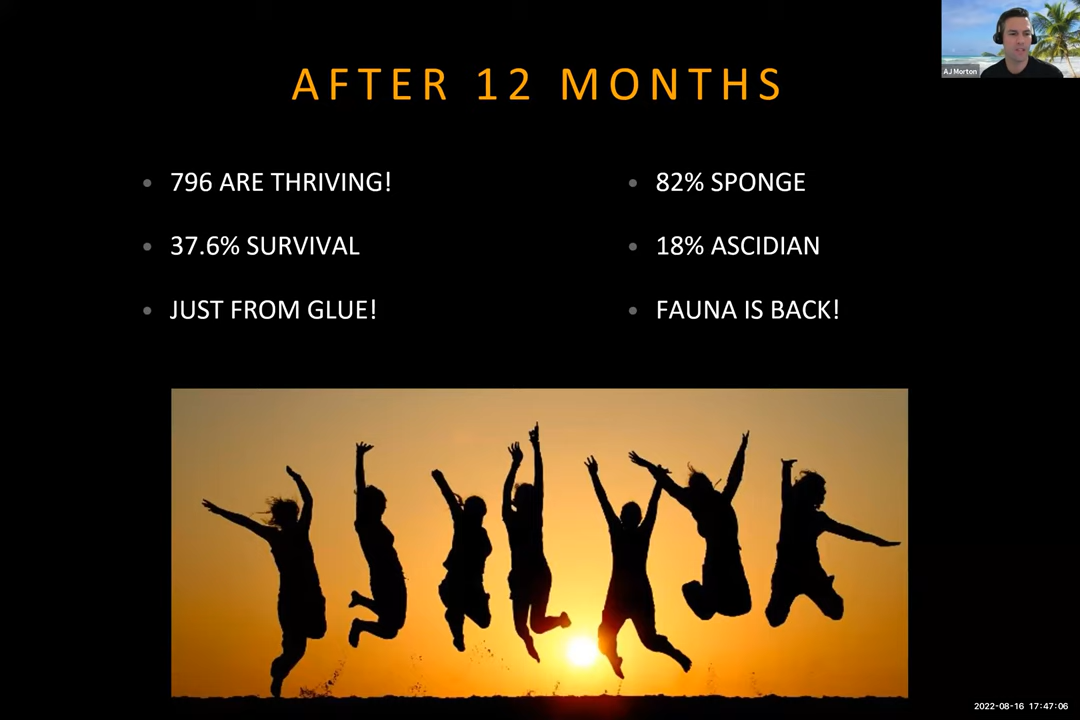 AFTER 12 MONTHS
• 796 ARE THRIVING!
• 37.6% SURVIVAL
• JUST FROM GLUE!
• 82% SPONGE
• 18% ASCIDIAN
• FAUNA IS BACK!
AJ Morton
2022-08-16 17:47:06